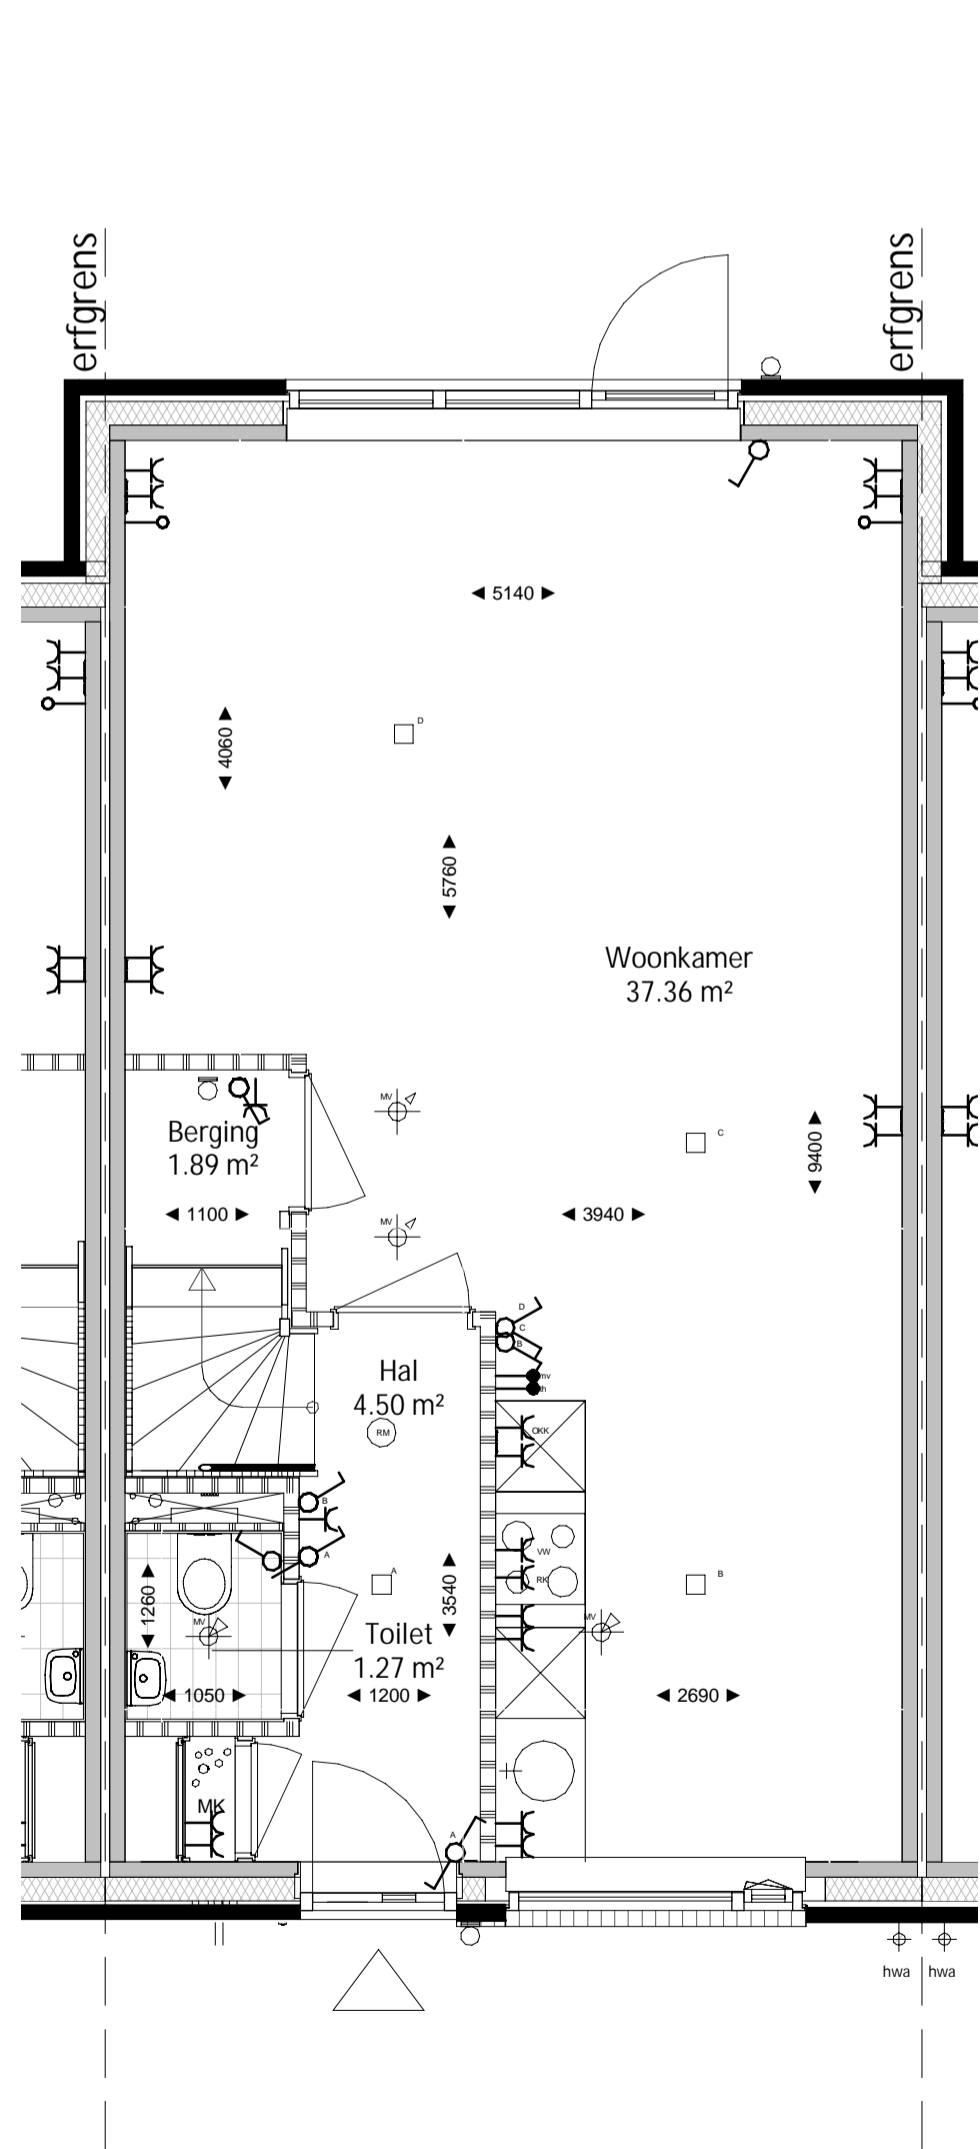 erfgrens
erfgrens
5140
D
4060
5760
Woonkamer
37.36 m²
MV
Berging
1.89 m²
C
9400
1100
3940
MV
D
C
B
mv
th
Hal
4.50 m²
RM
OKK
B
A
VW
RK
A
B
1260
3540
MV
MV
Toilet
1.27 m²
1050
1200
2690
MK
A
hwa
hwa